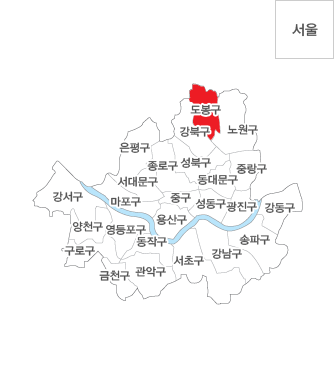 서울
도봉구
강북구
노원구
은평구
종로구
성북구
중랑구
서대문구
동대문구
강서구
마포구
중구
성동구
광진구
강동구
양천구
영등포구
용산구
동작구
송파구
구로구
서초구
강남구
금천구
관악구